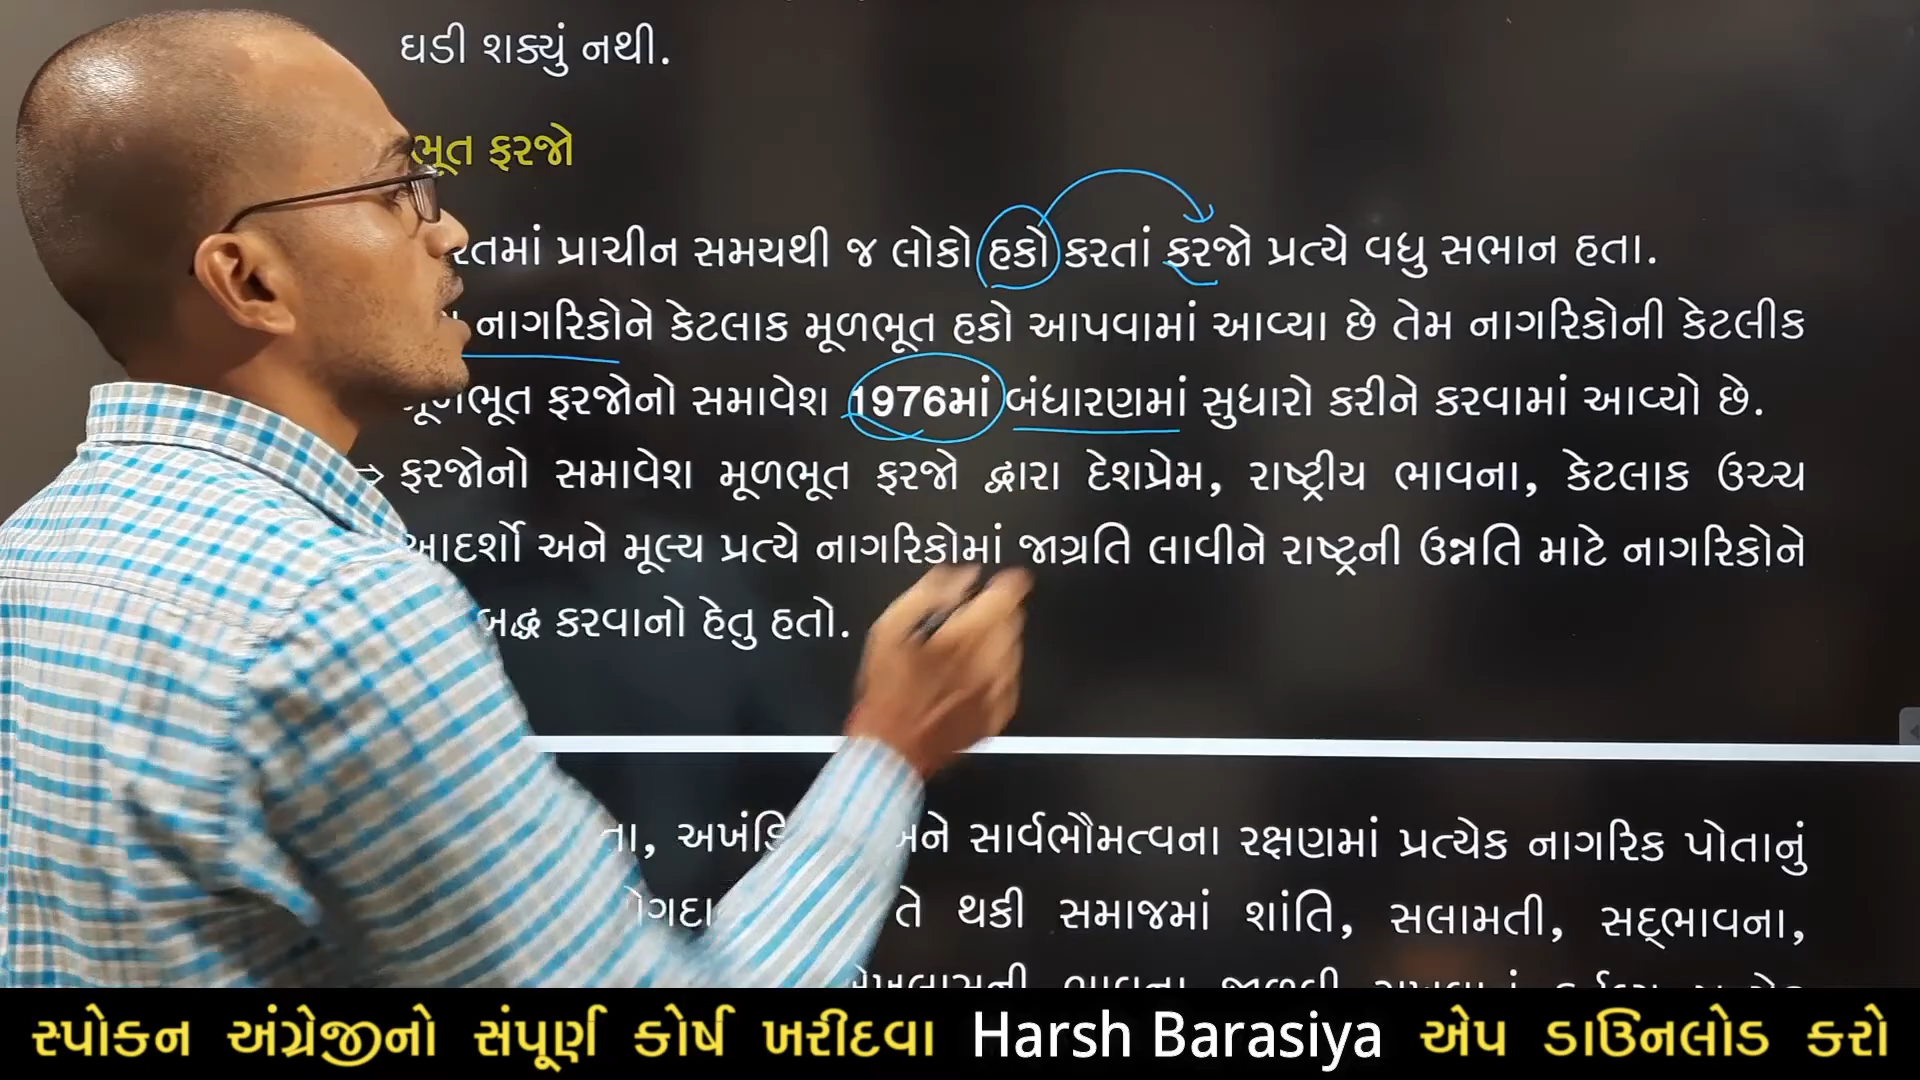 ઘડી શક્યું નથી.
ભૂત ફરજો
રતમાં પ્રાચીન સમયથી જ લોકો હકો કરતાં ફરજો પ્રત્યે વધુ સભાન હતા.
નાગરિકોને કેટલાક મૂળભૂત હકો આપવામાં આવ્યા છે તેમ નાગરિકોની કેટલીક
મૂળભૂત ફરજોનો સમાવેશ 1976માં બંધારણમાં સુધારો કરીને કરવામાં આવ્યો છે.
→ ફરજોનો સમાવેશ મૂળભૂત ફરજો દ્વારા દેશપ્રેમ, રાષ્ટ્રીય ભાવના, કેટલાક ઉચ્ચ
આદર્શો અને મૂલ્ય પ્રત્યે નાગરિકોમાં જાગ્રતિ લાવીને રાષ્ટ્રની ઉન્નતિ માટે નાગરિકોને
બદ્ધ કરવાનો હેતુ હતો.
તા, અને સાર્વભૌમત્વના રક્ષણમાં પ્રત્યેક નાગરિક પોતાનું
તે થકી સમાજમાં શાંતિ, સલામતી, સદ્‌ભાવના,
સ્પોકન અંગ્રેજીનો સંપૂર્ણ કોર્ષ ખરીદવા Harsh Barasiya એપ ડાઉનલોડ કરો